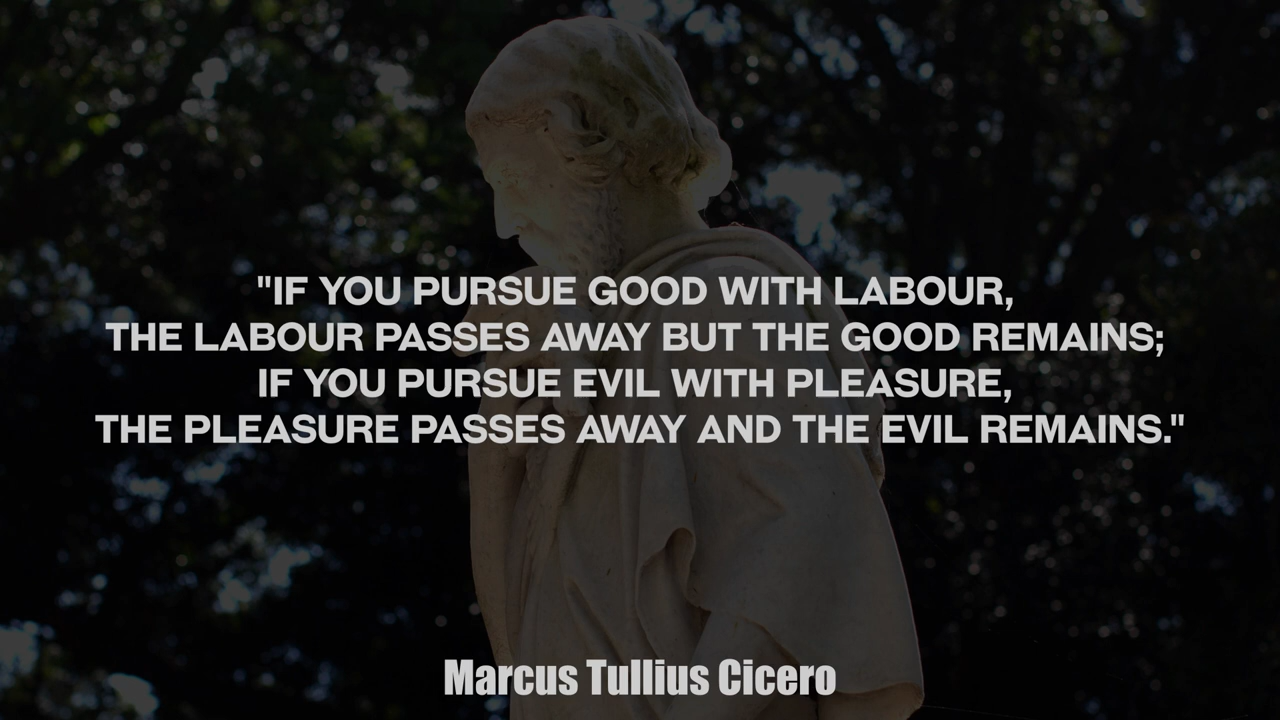 "IF YOU PURSUE GOOD WITH LABOUR,
THE LABOUR PASSES AWAY BUT THE GOOD REMAINS;
IF YOU PURSUE EVIL WITH PLEASURE,
THE PLEASURE PASSES AWAY AND THE EVIL REMAINS."
Marcus Tullius Cicero